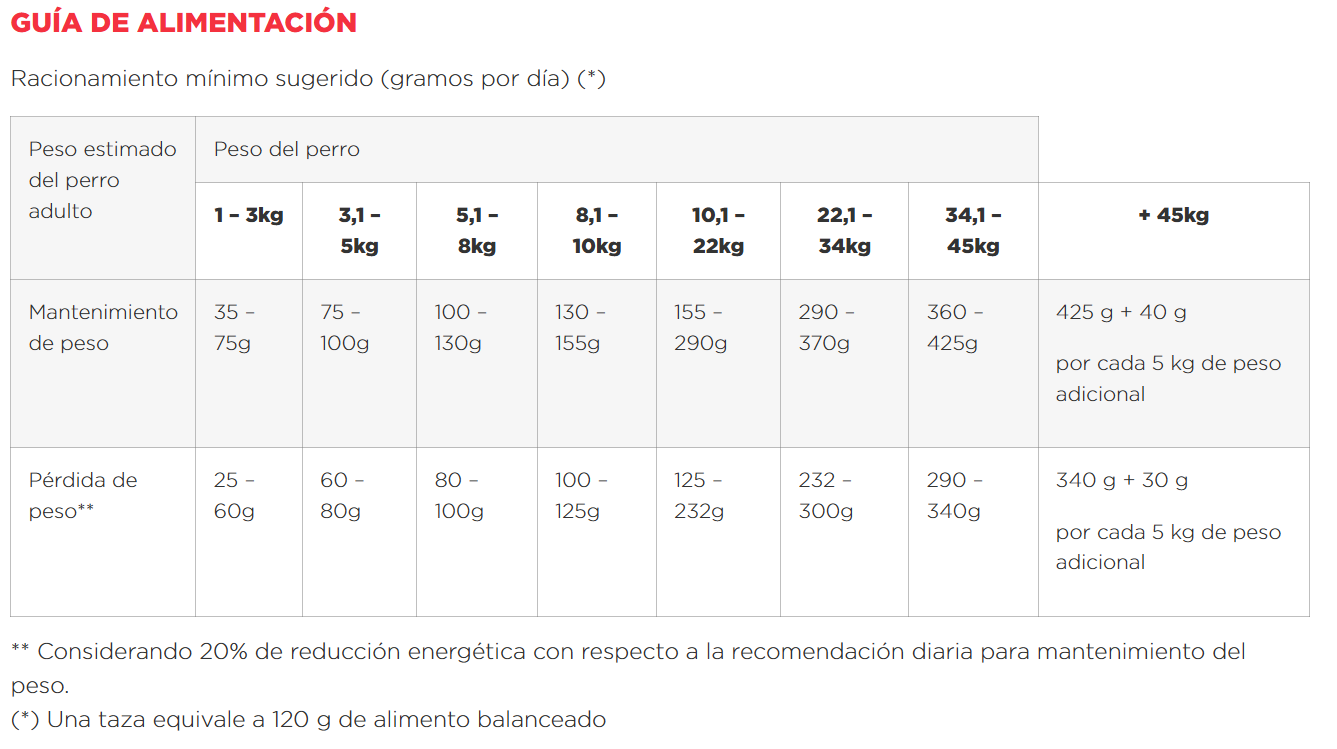 GUÍA DE ALIMENTACIÓN
Racionamiento mínimo sugerido (gramos por día) (*)
Peso estimado
del perro
adulto
Peso del perro
1 – 3kg
3,1 –
5kg
5,1 –
8kg
8,1 –
10kg
10,1 –
22kg
22,1 –
34kg
34,1 –
45kg
+ 45kg
Mantenimiento
de peso
35 –
75g
75 –
100g
100 –
130g
130 –
155g
155 –
290g
290 –
370g
360 –
425g
425 g + 40 g
por cada 5 kg de peso
adicional
Pérdida de
peso**
25 –
60g
60 –
80g
80 –
100g
100 –
125g
125 –
232g
232 –
300g
290 –
340g
340 g + 30 g
por cada 5 kg de peso
adicional
** Considerando 20% de reducción energética con respecto a la recomendación diaria para mantenimiento del
peso.
(*) Una taza equivale a 120 g de alimento balanceado